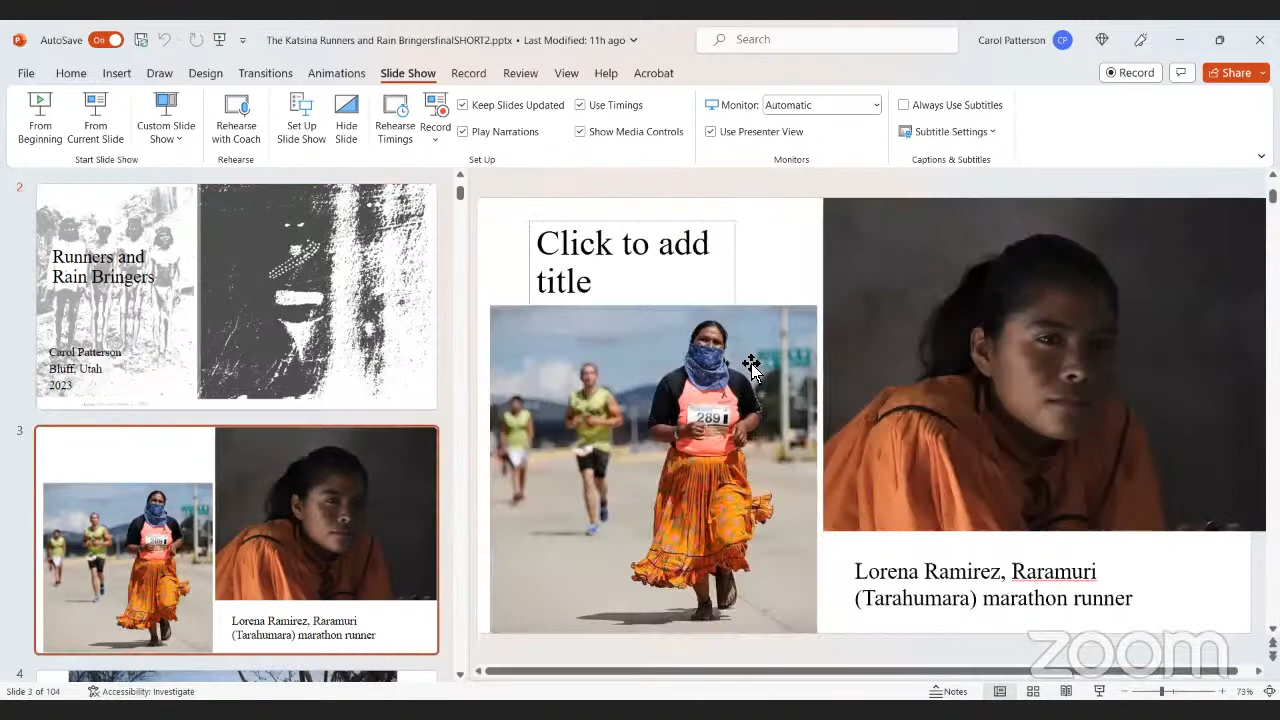 AutoSave On The Katsina Runners and Rain BringersfinalSHORT2.pptx • Last Modified: 11h ago Search Carol Patterson CP
File Home Insert Draw Design Transitions Animations Slide Show Record Review View Help Acrobat Record Share
From Beginning
From Current Slide
Custom Slide Show
Start Slide Show
Rehearse with Coach
Rehearse
Set Up Slide Show
Hide Slide
Rehearse Timings
Record
Keep Slides Updated
Use Timings
Play Narrations
Show Media Controls
Set Up
Monitor: Automatic
Use Presenter View
Monitors
Always Use Subtitles
Subtitle Settings
Captions & Subtitles
2
Runners and
Rain Bringers
Carol Patterson
Bluff, Utah
2023
3
289
Lorena Ramirez, Raramuri
(Tarahumara) marathon runner
4
Click to add
title
289
Lorena Ramirez, Raramuri
(Tarahumara) marathon runner
zoom
Slide 3 of 104 Accessibility: Investigate Notes 73%